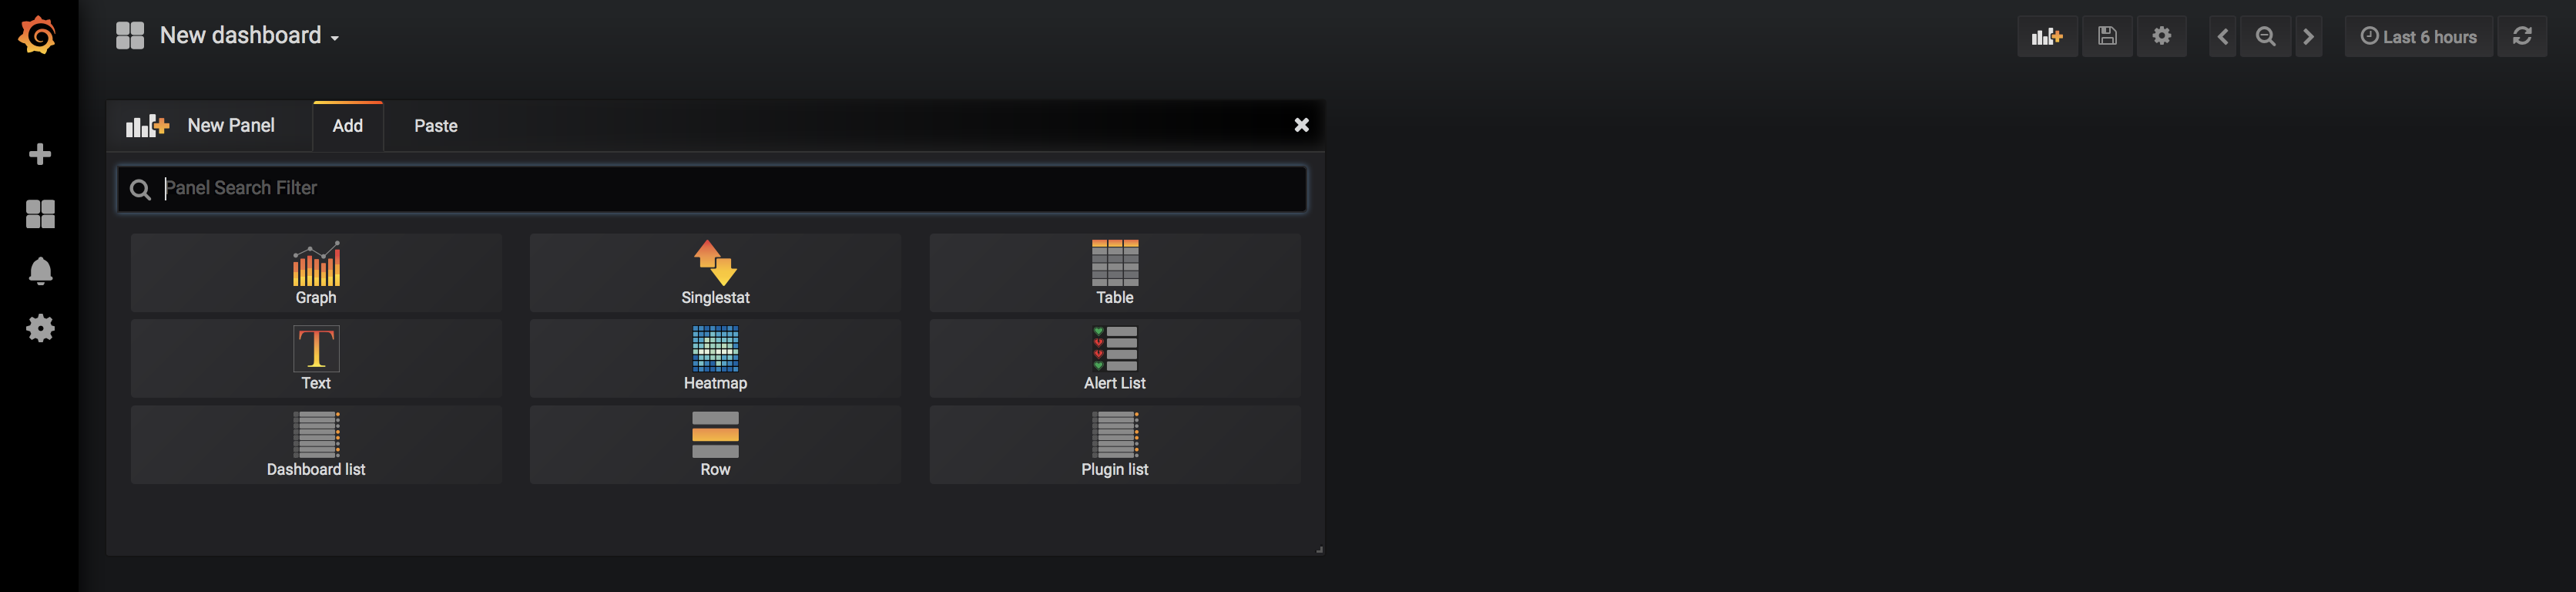 New dashboard
Last 6 hours
New Panel Add Paste
Panel Search Filter
Graph Singlestat Table
T
Text Heatmap Alert List
Dashboard list Row Plugin list